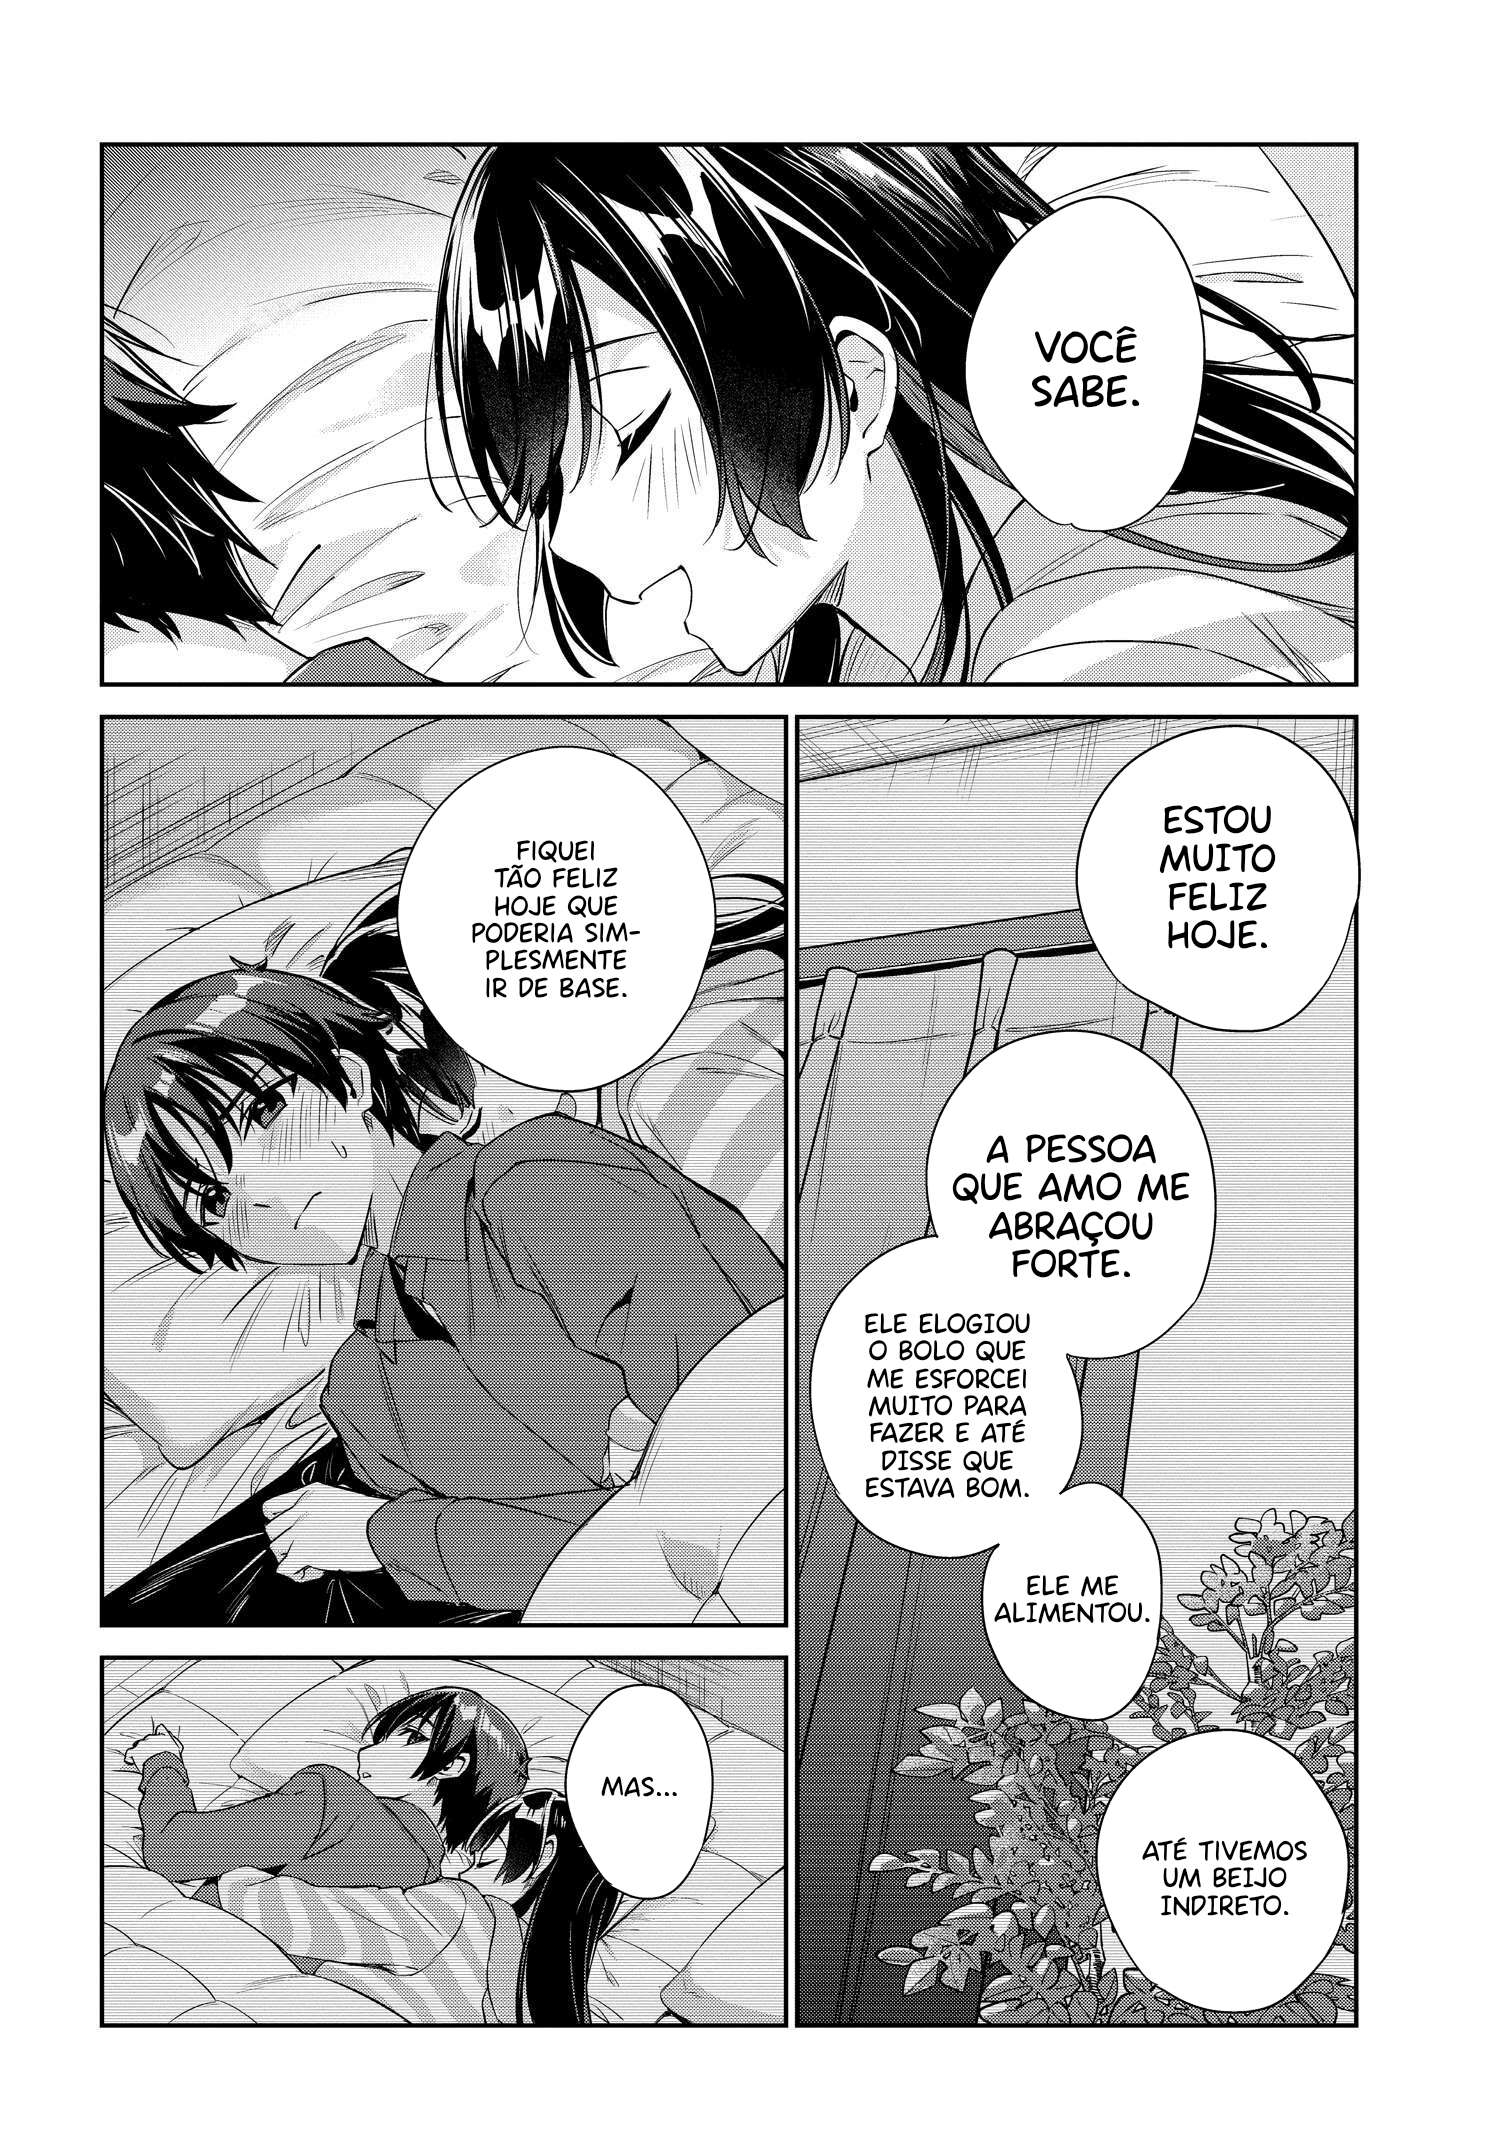 VOCÊ
SABE.
ESTOU
MUITO
FELIZ
HOJE.
A PESSOA
QUE AMO ME
ABRAÇOU
FORTE.
ELE ELOGIOU
O BOLO QUE
ME ESFORCEI
MUITO PARA
FAZER E ATÉ
DISSE QUE
ESTAVA BOM.
ELE ME
ALIMENTOU.
ATÉ TIVEMOS
UM BEIJO
INDIRETO.
FIQUEI
TÃO FELIZ
HOJE QUE
PODERIA SIM-
PLESMENTE
IR DE BASE.
MAS...